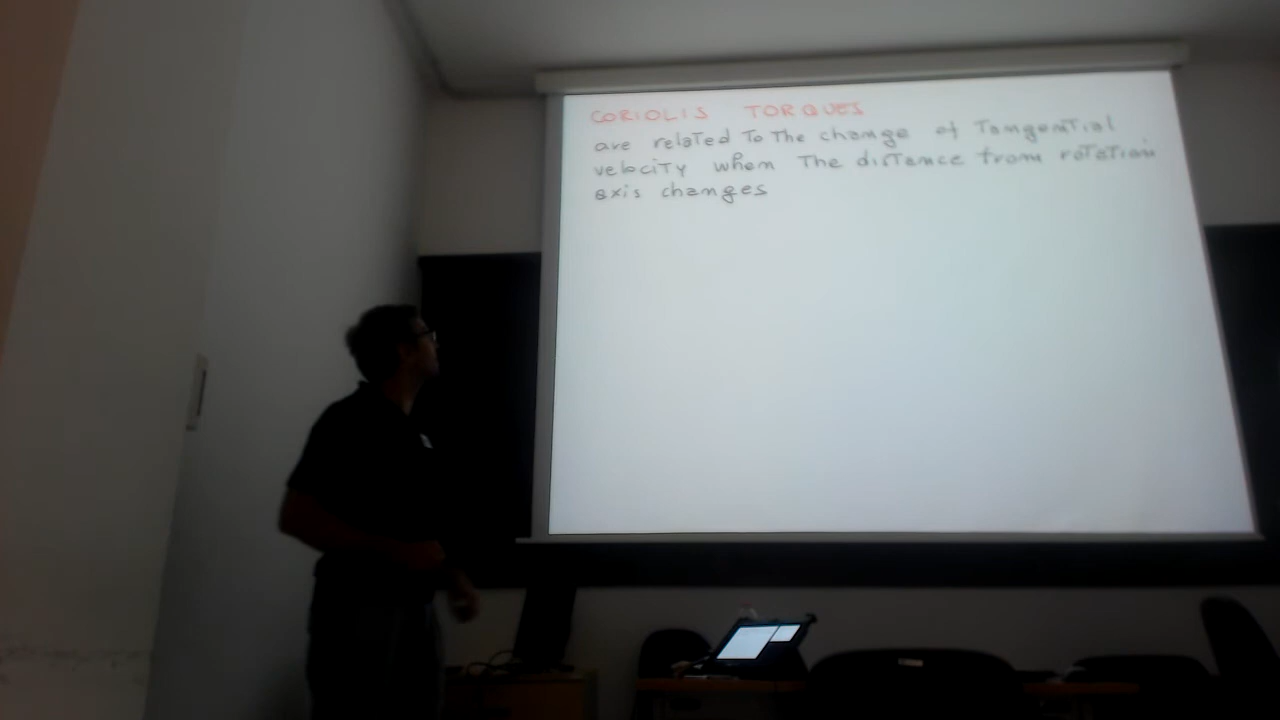 CORIOLIS TORQUES
are related to the change of Tangential
velocity when the distance from rotation
axis changes